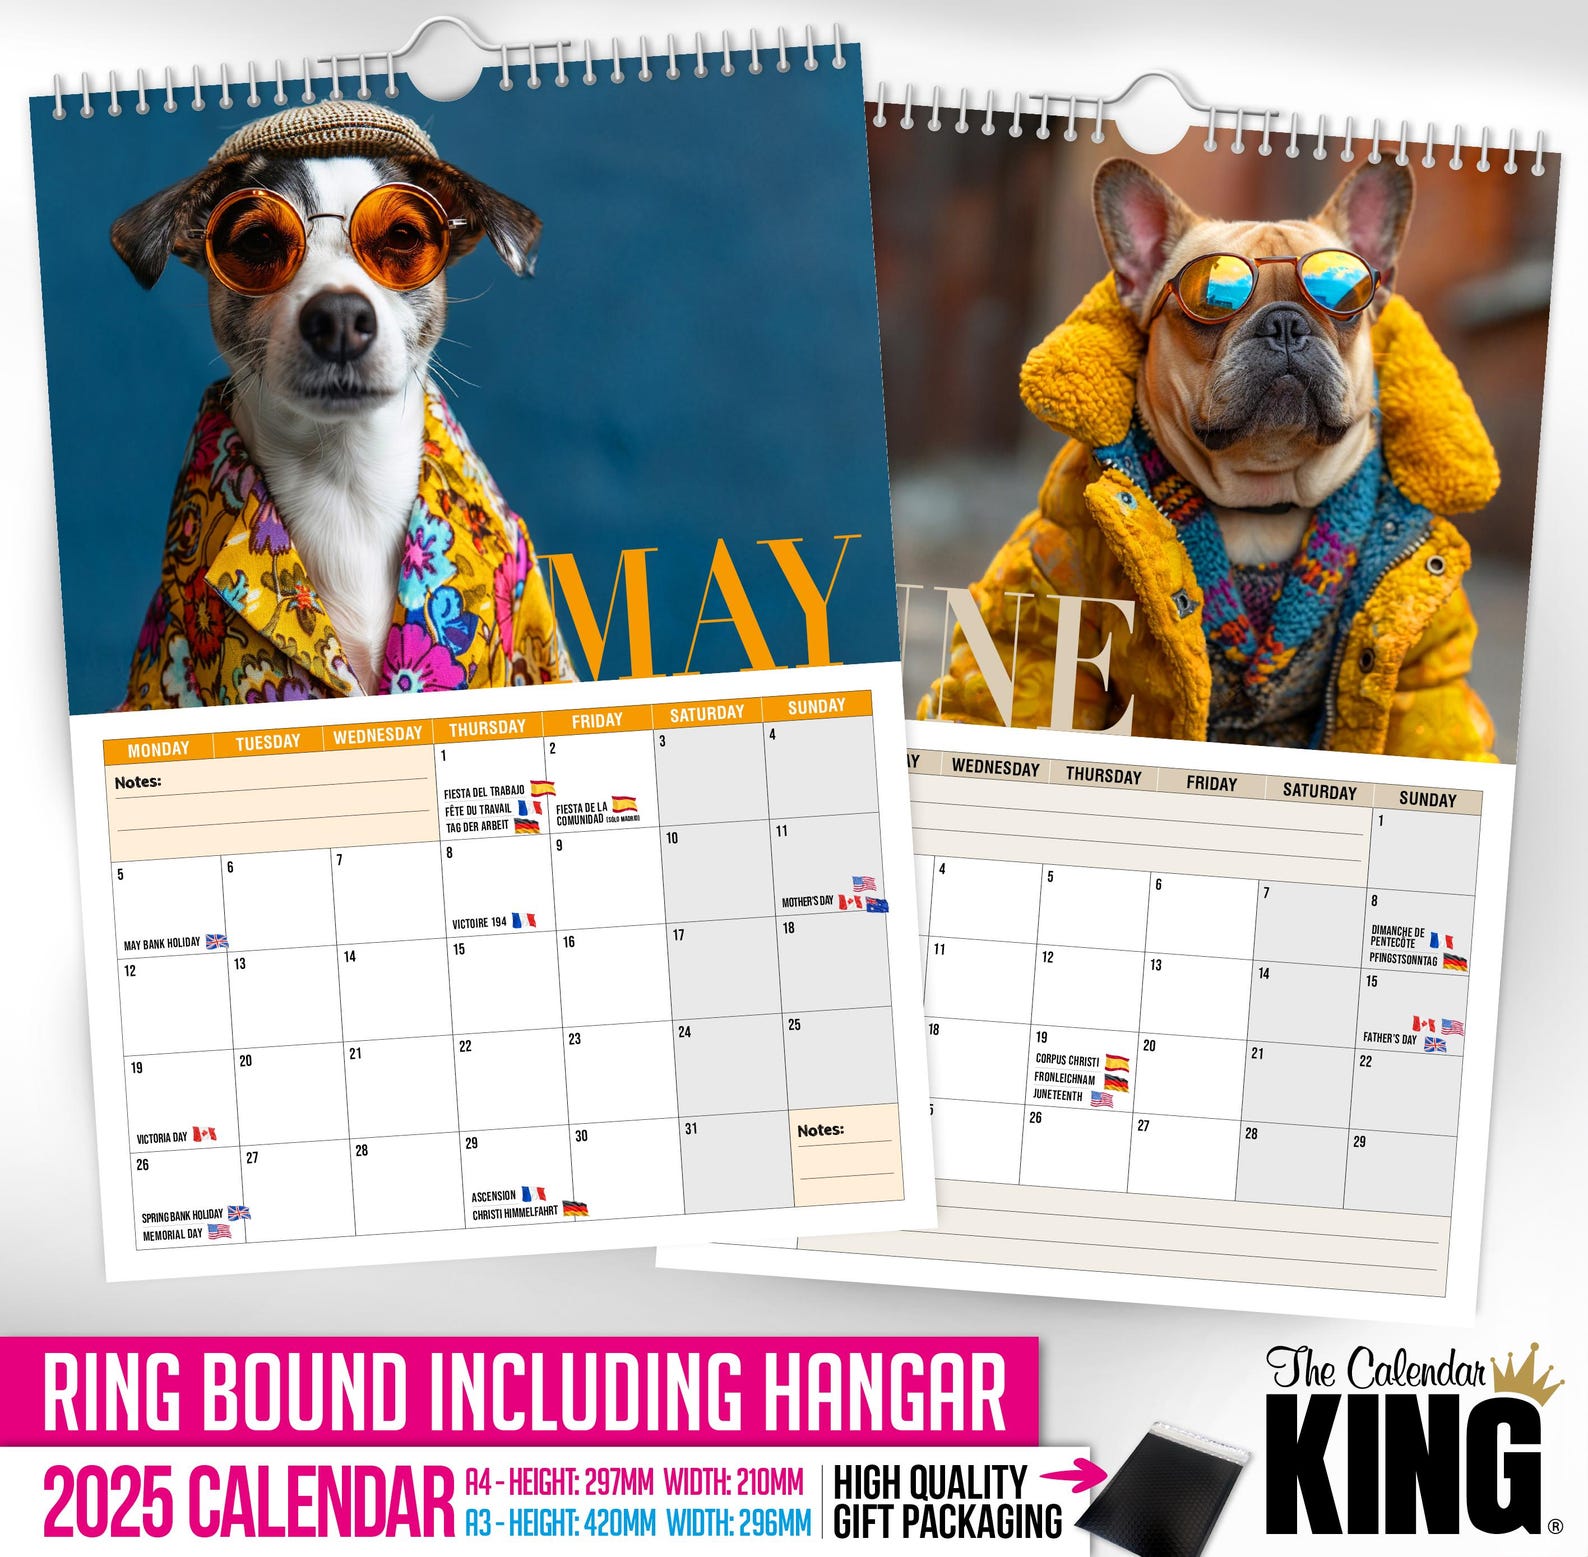 MAY
MONDAY TUESDAY WEDNESDAY THURSDAY FRIDAY SATURDAY SUNDAY
Notes:
1 2 3 4
FIESTA DEL TRABAJO
FÊTE DU TRAVAIL
TAG DER ARBEIT
FIESTA DE LA
COMUNIDAD (SÓLO MADRID)
5 6 7 8 9 10 11
MAY BANK HOLIDAY
VICTOIRE 194
MOTHER'S DAY
12 13 14 15 16 17 18
19 20 21 22 23 24 25
VICTORIA DAY
26 27 28 29 30 31
Notes:
SPRING BANK HOLIDAY
MEMORIAL DAY
ASCENSION
CHRISTI HIMMELFAHRT
UNE
AY WEDNESDAY THURSDAY FRIDAY SATURDAY SUNDAY
1
4 5 6 7 8
DIMANCHE DE
PENTECÔTE
PFINGSTSONNTAG
11 12 13 14 15
FATHER'S DAY
18 19 20 21 22
CORPUS CHRISTI
FRONLEICHNAM
JUNETEENTH
5 26 27 28 29
RING BOUND INCLUDING HANGAR
2025 CALENDAR
A4 - HEIGHT: 297MM WIDTH: 210MM
A3 - HEIGHT: 420MM WIDTH: 296MM
HIGH QUALITY
GIFT PACKAGING
The Calendar
KING®